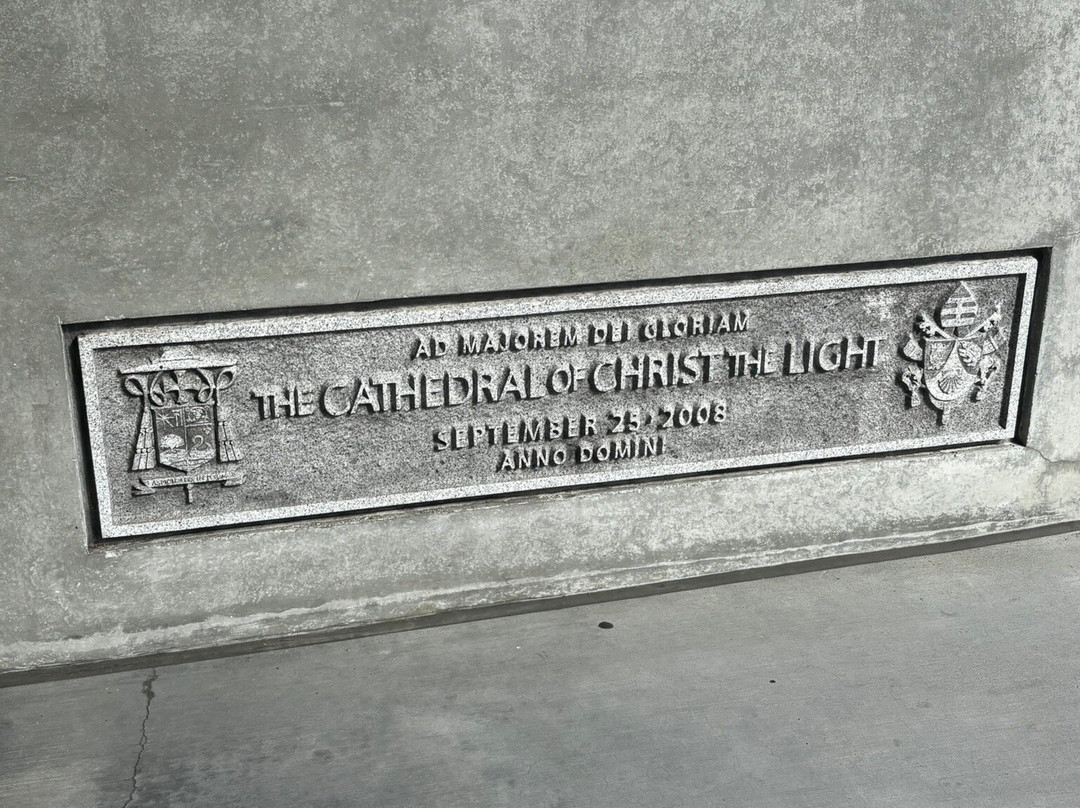 AD MAJOREM DEI GLORIAM
THE CATHEDRAL OF CHRIST THE LIGHT
SEPTEMBER 25 · 2008
ANNO DOMINI